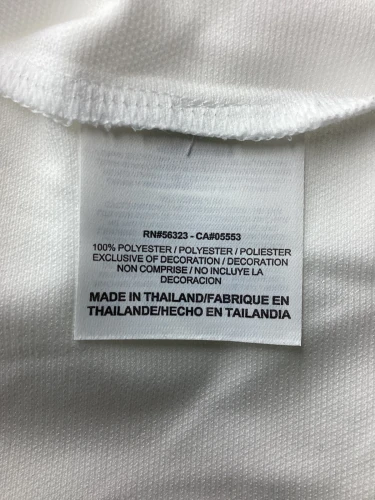 RN#56323 - CA#05553
100% POLYESTER / POLYESTER / POLIESTER
EXCLUSIVE OF DECORATION / DECORATION
NON COMPRISE / NO INCLUYE LA
DECORACION
MADE IN THAILAND/FABRIQUE EN
THAILANDE/HECHO EN TAILANDIA